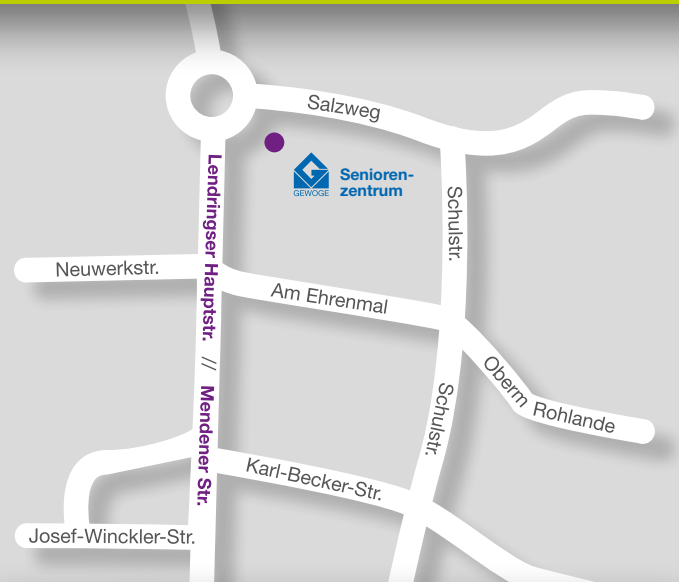 Salzweg
Senioren-
zentrum
GEWOGE
Lendringser Hauptstr. // Mendener Str.
Schulstr.
Neuwerkstr.
Am Ehrenmal
Oberm Rohlande
Schulstr.
Karl-Becker-Str.
Josef-Winckler-Str.